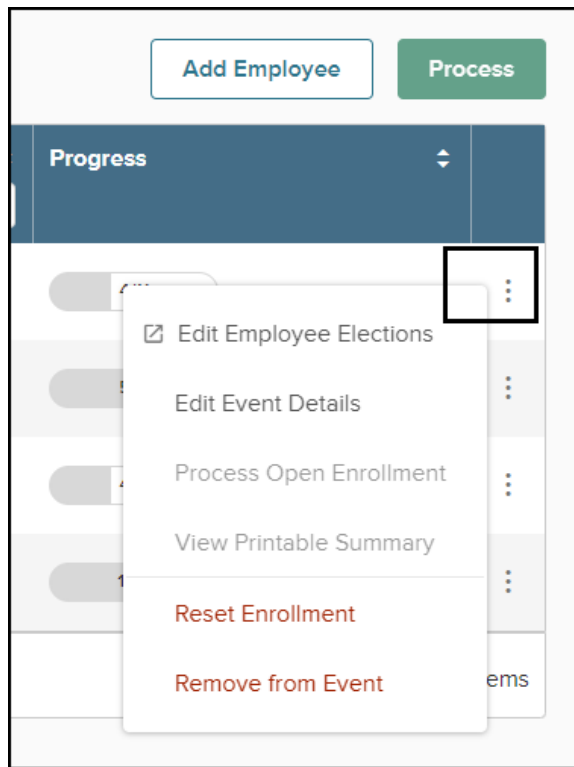 Add Employee
Process
Progress
Edit Employee Elections
Edit Event Details
Process Open Enrollment
View Printable Summary
Reset Enrollment
Remove from Event
ems